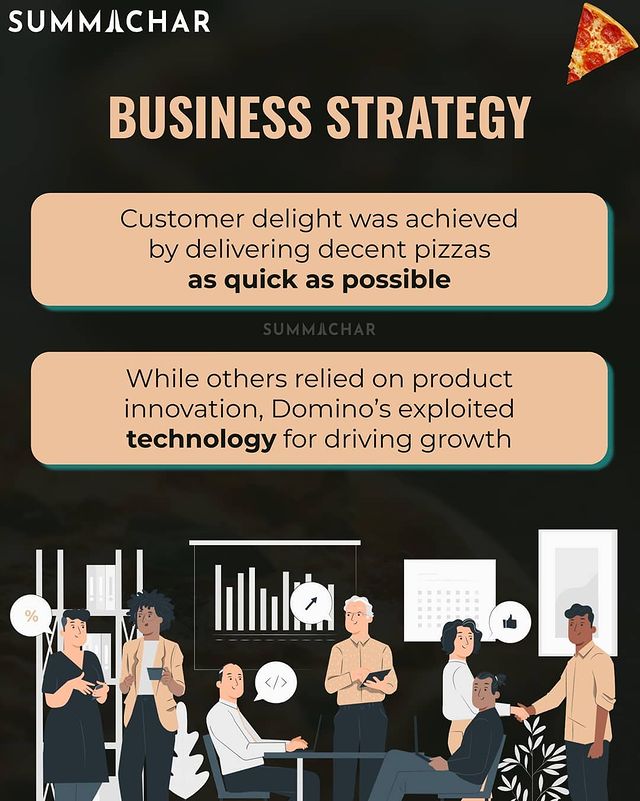 SUMMACHAR
BUSINESS STRATEGY
Customer delight was achieved
by delivering decent pizzas
as quick as possible
SUMMACHAR
While others relied on product
innovation, Domino's exploited
technology for driving growth
%
</>